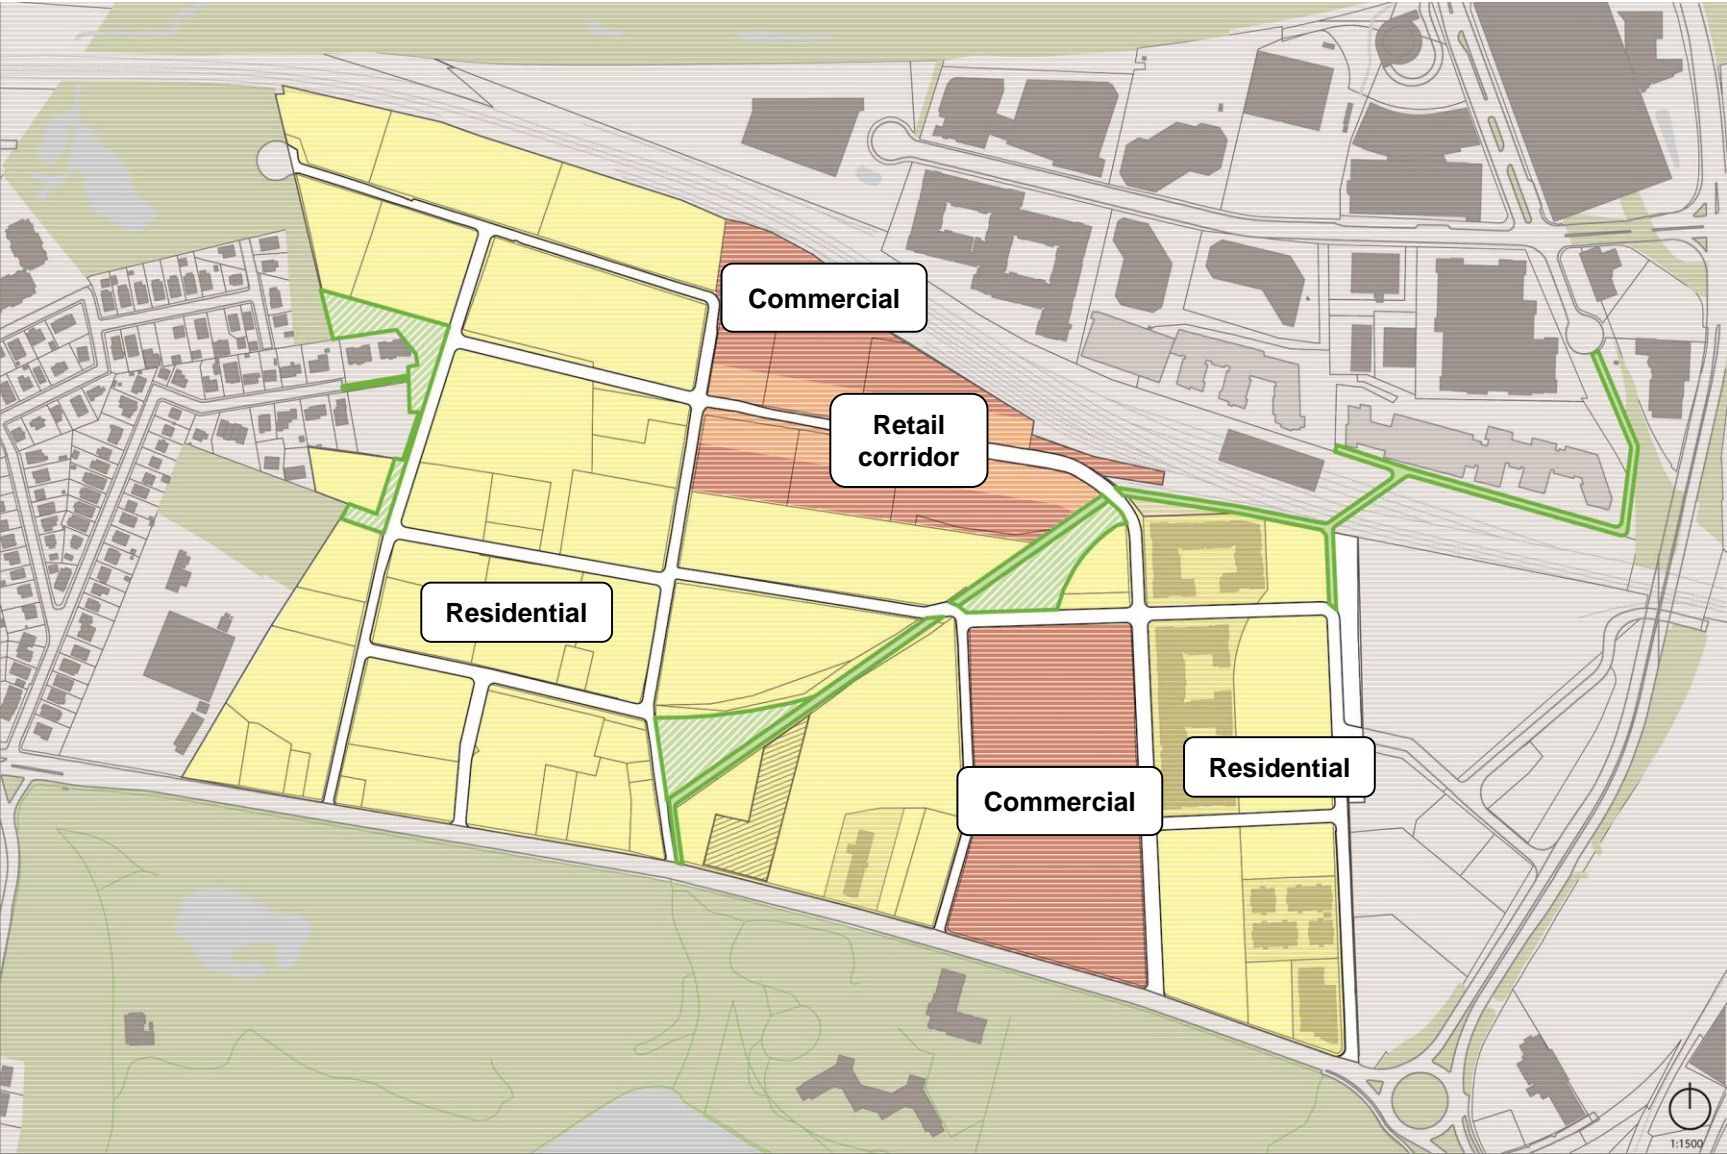 Commercial
Retail
corridor
Residential
Residential
Commercial
1:1500